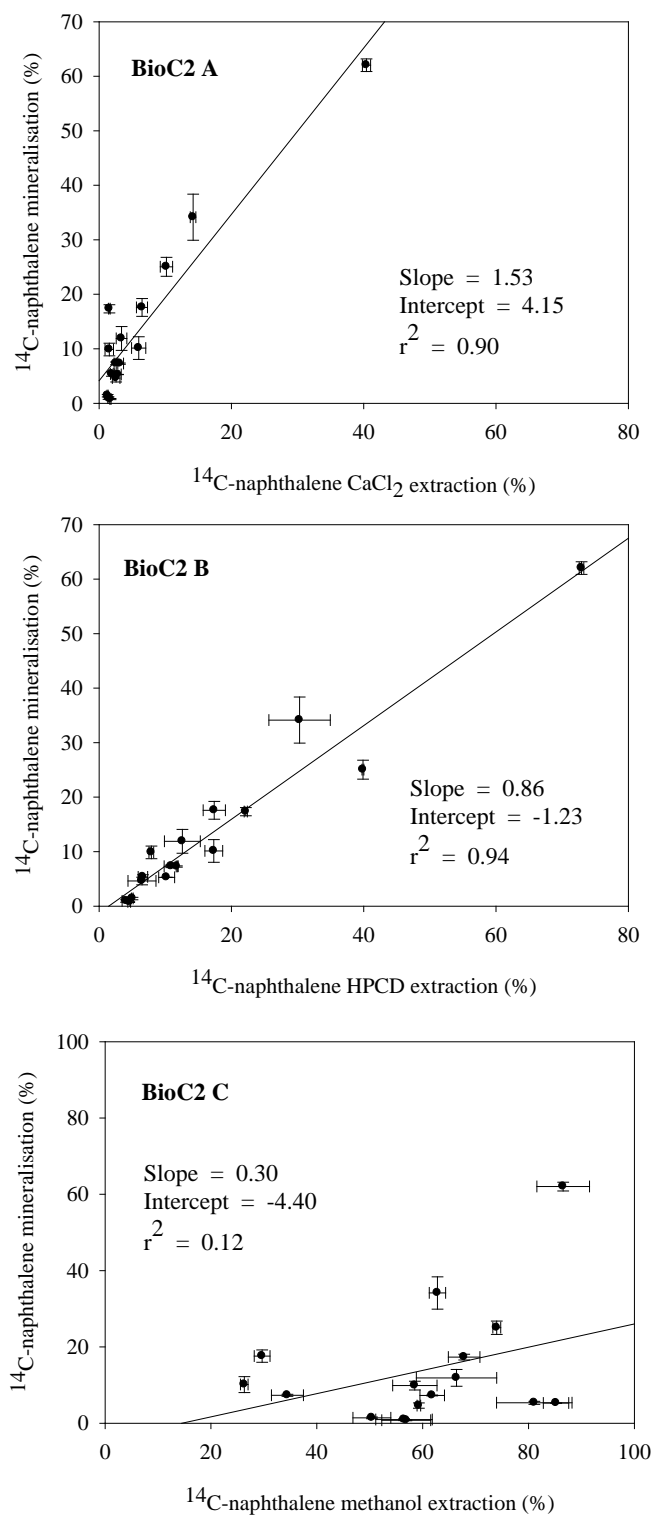 70
60
50
40
30
20
10
0
¹⁴C-naphthalene mineralisation (%)
BioC2 A
Slope = 1.53
Intercept = 4.15
r² = 0.90
0 20 40 60 80
¹⁴C-naphthalene CaCl₂ extraction (%)
70
60
50
40
30
20
10
0
¹⁴C-naphthalene mineralisation (%)
BioC2 B
Slope = 0.86
Intercept = -1.23
r² = 0.94
0 20 40 60 80
¹⁴C-naphthalene HPCD extraction (%)
100
80
60
40
20
0
¹⁴C-naphthalene mineralisation (%)
BioC2 C
Slope = 0.30
Intercept = -4.40
r² = 0.12
0 20 40 60 80 100
¹⁴C-naphthalene methanol extraction (%)